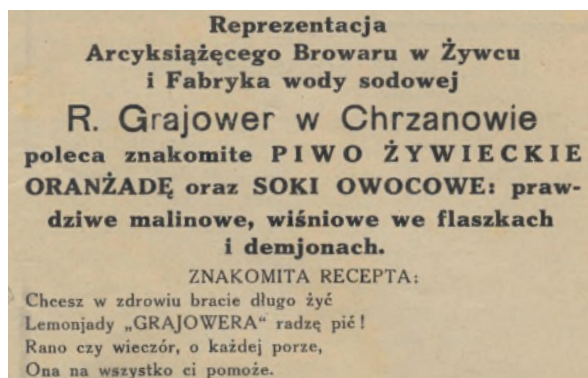 Reprezentacja
Arcyksiążęcego Browaru w Żywcu
i Fabryka wody sodowej
R. Grajower w Chrzanowie
poleca znakomite PIWO ŻYWIECKIE
ORANŻADĘ oraz SOKI OWOCOWE: praw-
dziwe malinowe, wiśniowe we flaszkach
i demjonach.
ZNAKOMITA RECEPTA:
Chcesz w zdrowiu bracie długo żyć
Lemonjady „GRAJOWERA“ radzę pić!
Rano czy wieczór, o każdej porze,
Ona na wszystko ci pomoże.